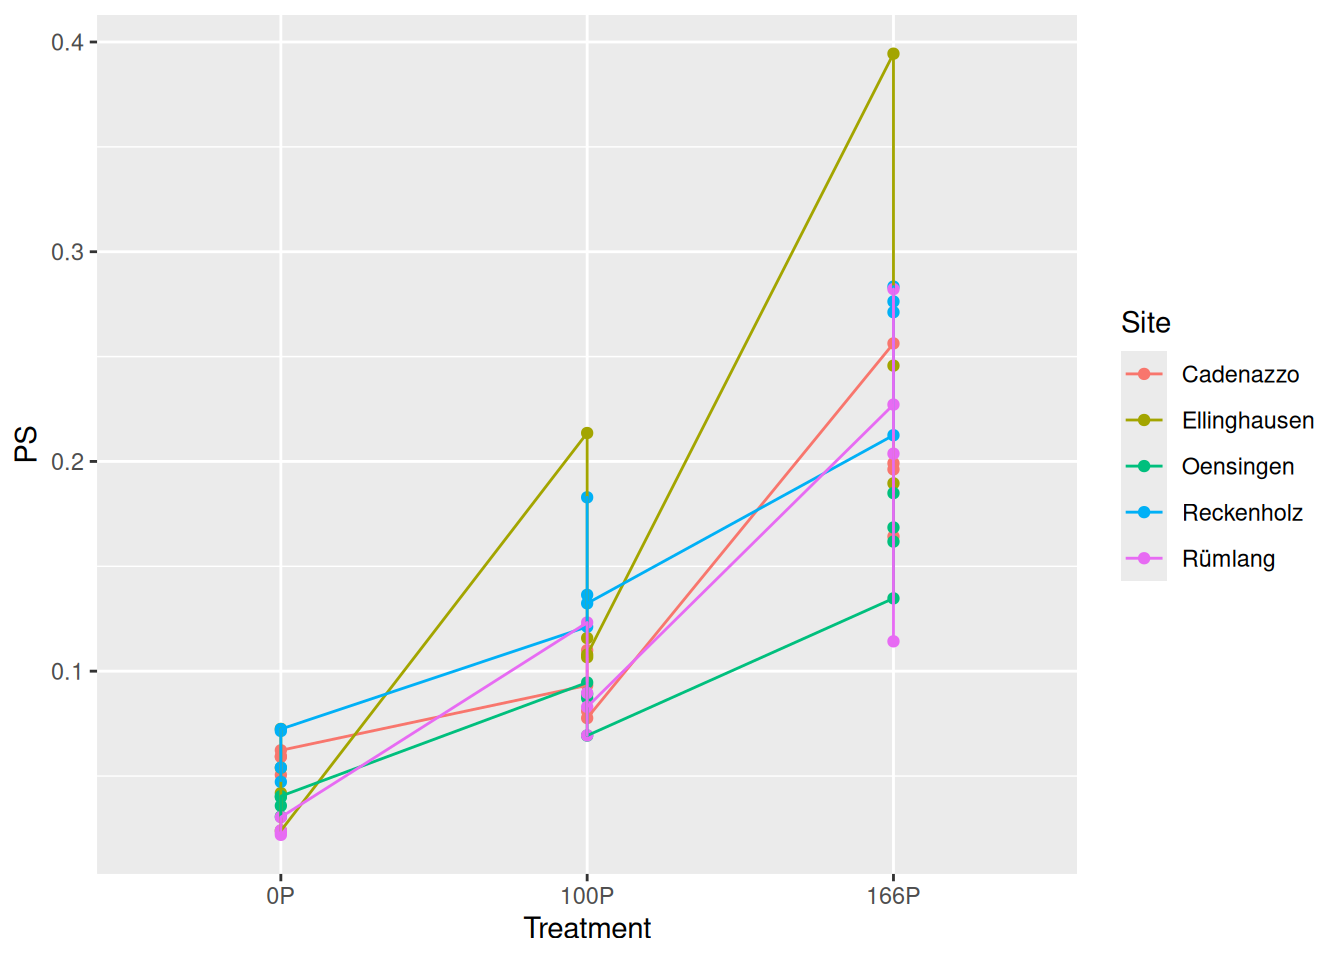 0.4
0.3
0.2
0.1
PS
0P
100P
166P
Treatment
Site
Cadenazzo
Ellinghausen
Oensingen
Reckenholz
Rümlang